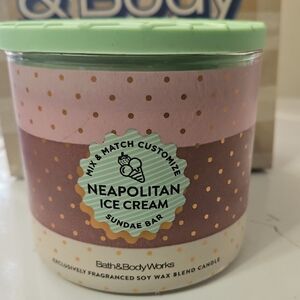 &Body
MIX & MATCH CUSTOMIZE
NEAPOLITAN
ICE CREAM
SUNDAE BAR
Bath&BodyWorks
EXCLUSIVELY FRAGRANCED SOY WAX BLEND CANDLE